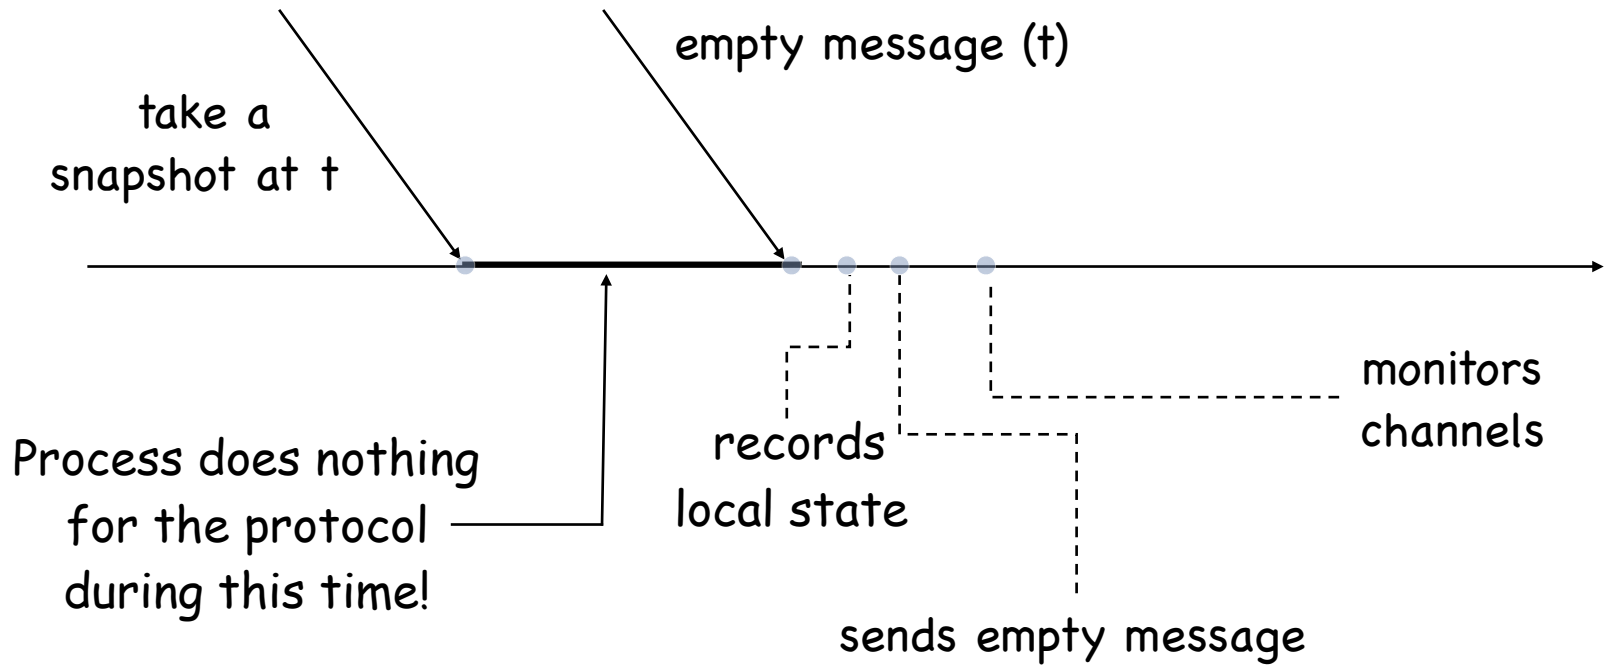 empty message (t)
take a
snapshot at t
Process does nothing
for the protocol
during this time!
records
local state
monitors
channels
sends empty message